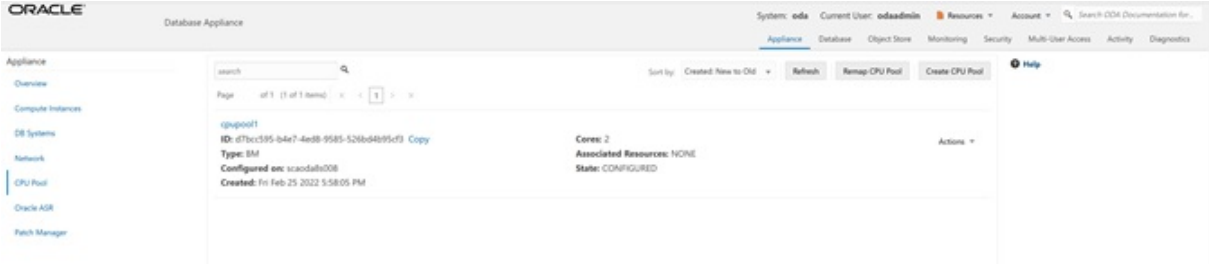 ORACLE
Database Appliance
System: oda Current User: odaadmin Resources Account Search ODA Documentation for...
Appliance Database Object Store Monitoring Security Multi-User Access Activity Diagnostics
Appliance
Overview
Compute Instances
DB Systems
Network
CPU Pool
Oracle ASR
Patch Manager
search
Sort by: Created: New to Old Refresh Remap CPU Pool Create CPU Pool
Page of 1 (1 of 1 items) 1
cpupool1
ID: d7bcc595-b4e7-4ed8-9585-526bd4b95cf3 Copy
Type: BM
Configured on: scaoda8s008
Created: Fri Feb 25 2022 5:58:05 PM
Cores: 2
Associated Resources: NONE
State: CONFIGURED
Actions
Help